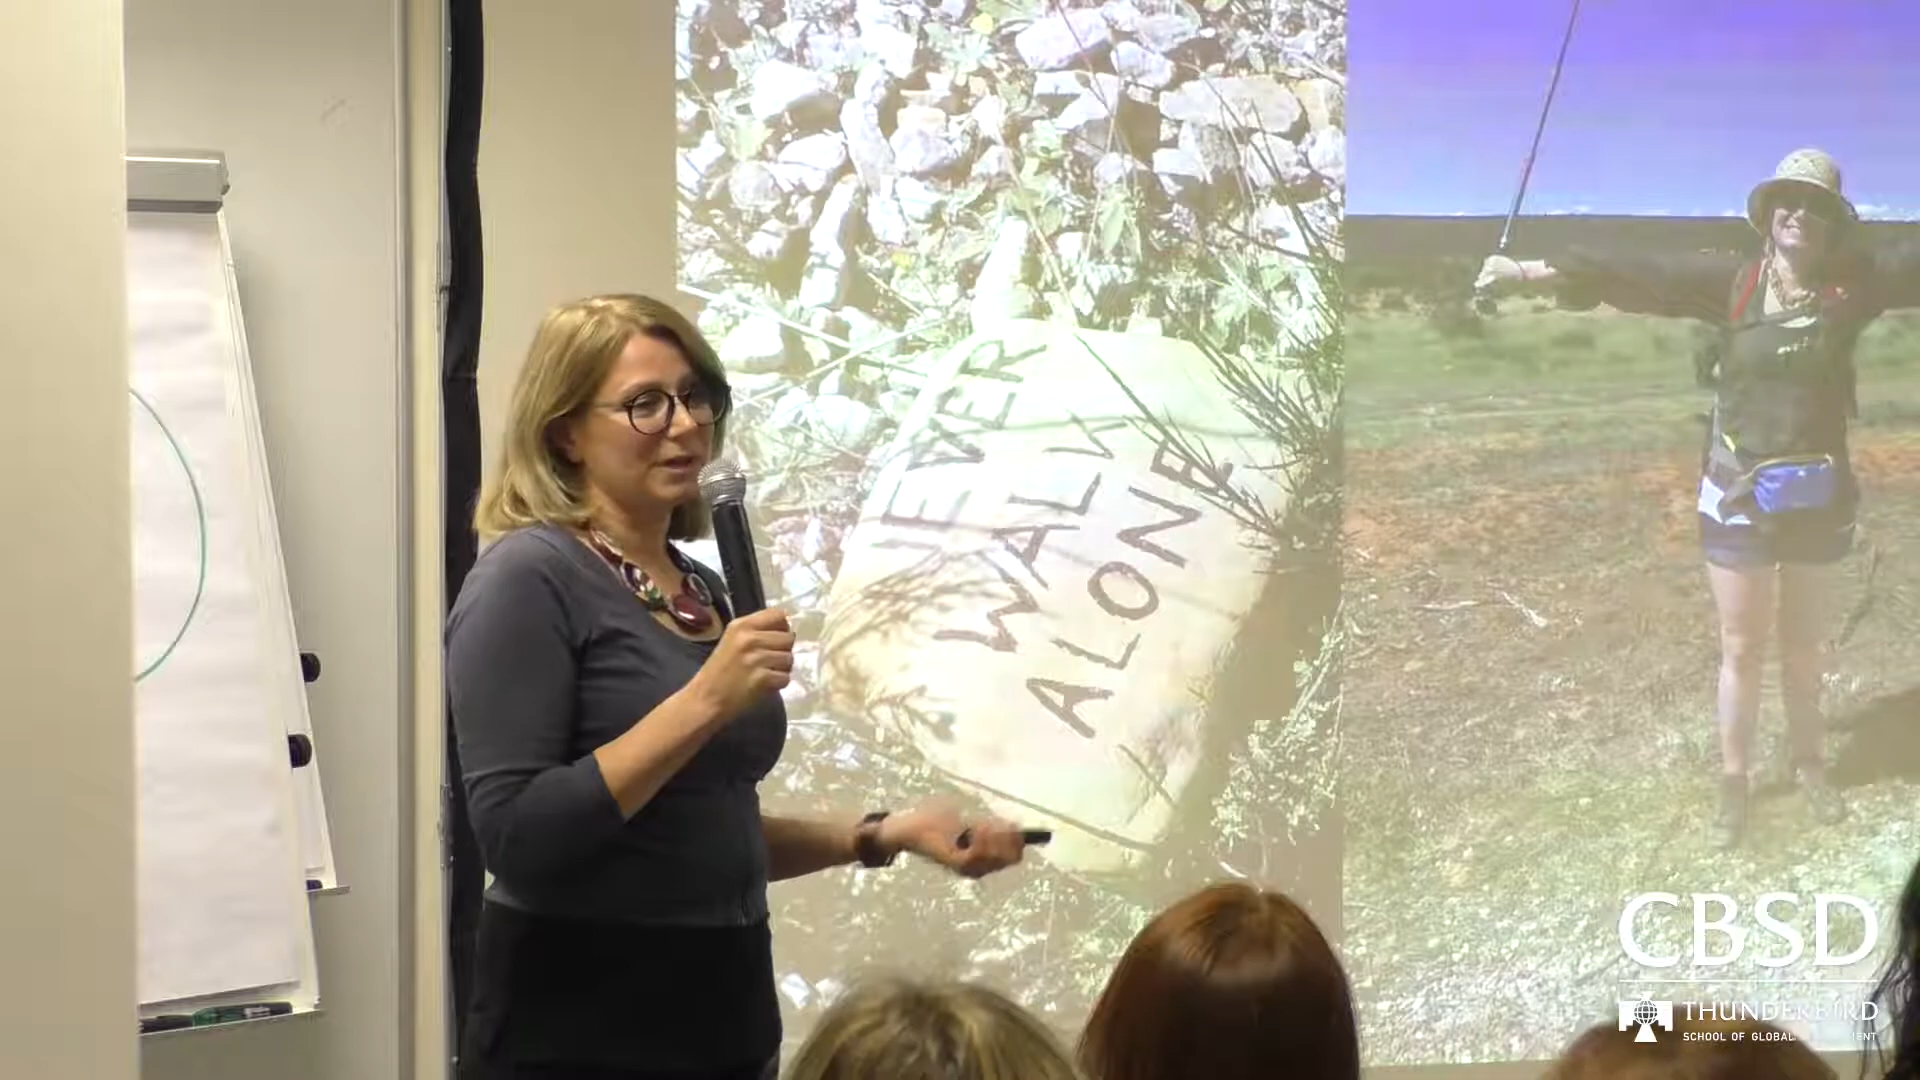 NEVER
WALK
ALONE
CBSD
THUNDERBIRD
SCHOOL OF GLOBAL